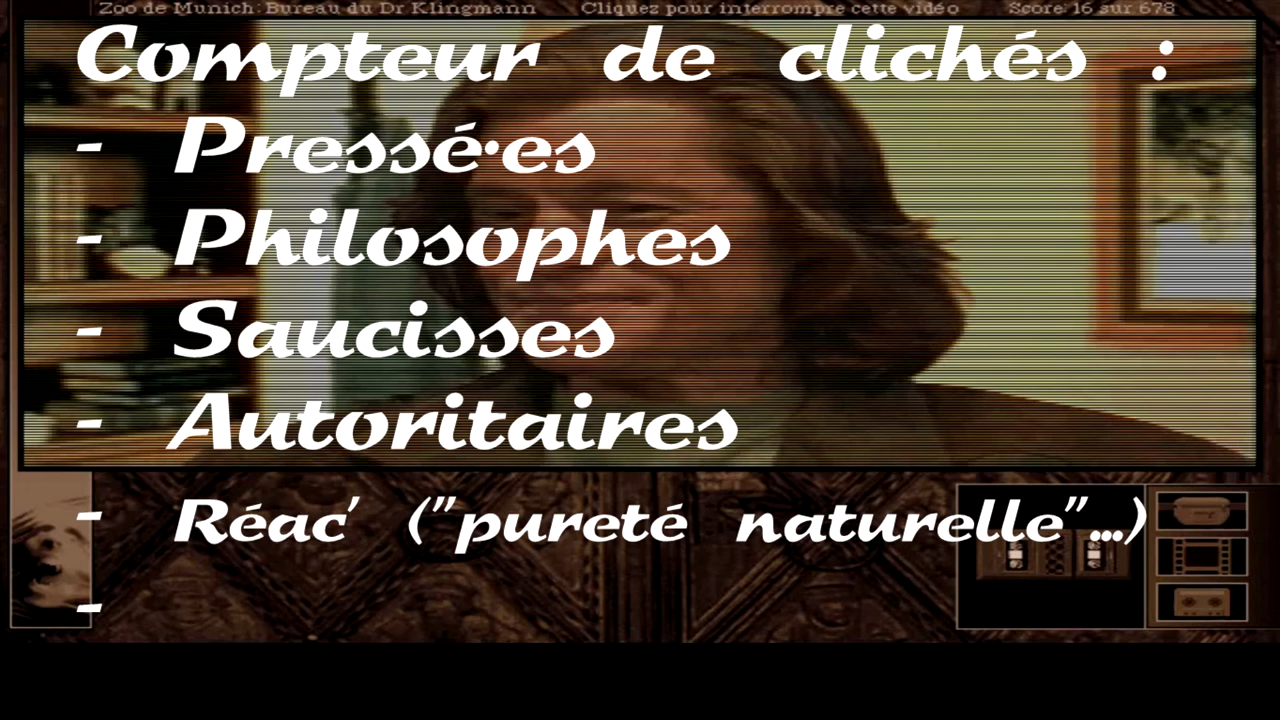 Zoo de Munich: Bureau du Dr Klingmann Cliquez pour interrompre cette vidéo Score: 16 sur 678
Compteur de clichés :
- Pressé·es
- Philosophes
- Saucisses
- Autoritaires
- Réac' ("pureté naturelle"...)
-